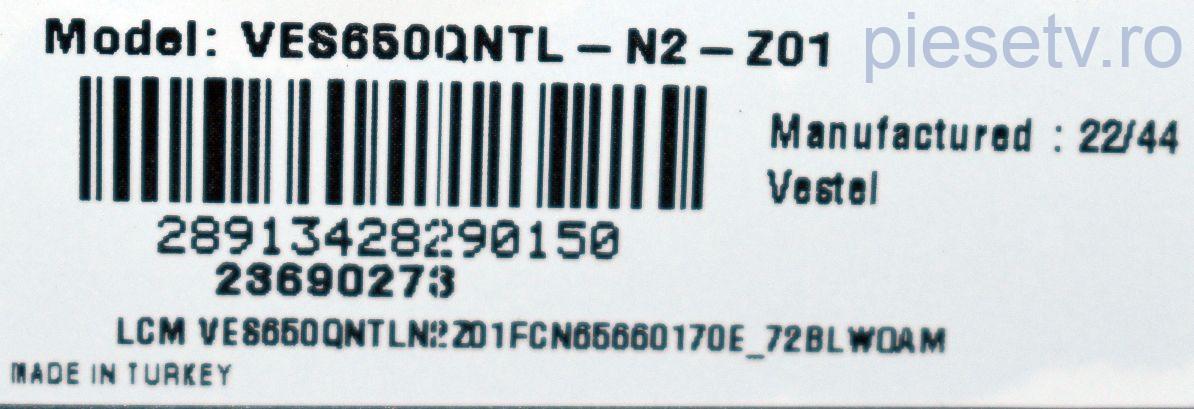 Model: VES650QNTL-N2-Z01
piesetv.ro
Manufactured : 22/44
Vestel
28913428290150
23690273
LCM VES650QNTLN2Z01FCN65660170E_72BLWOAM
MADE IN TURKEY